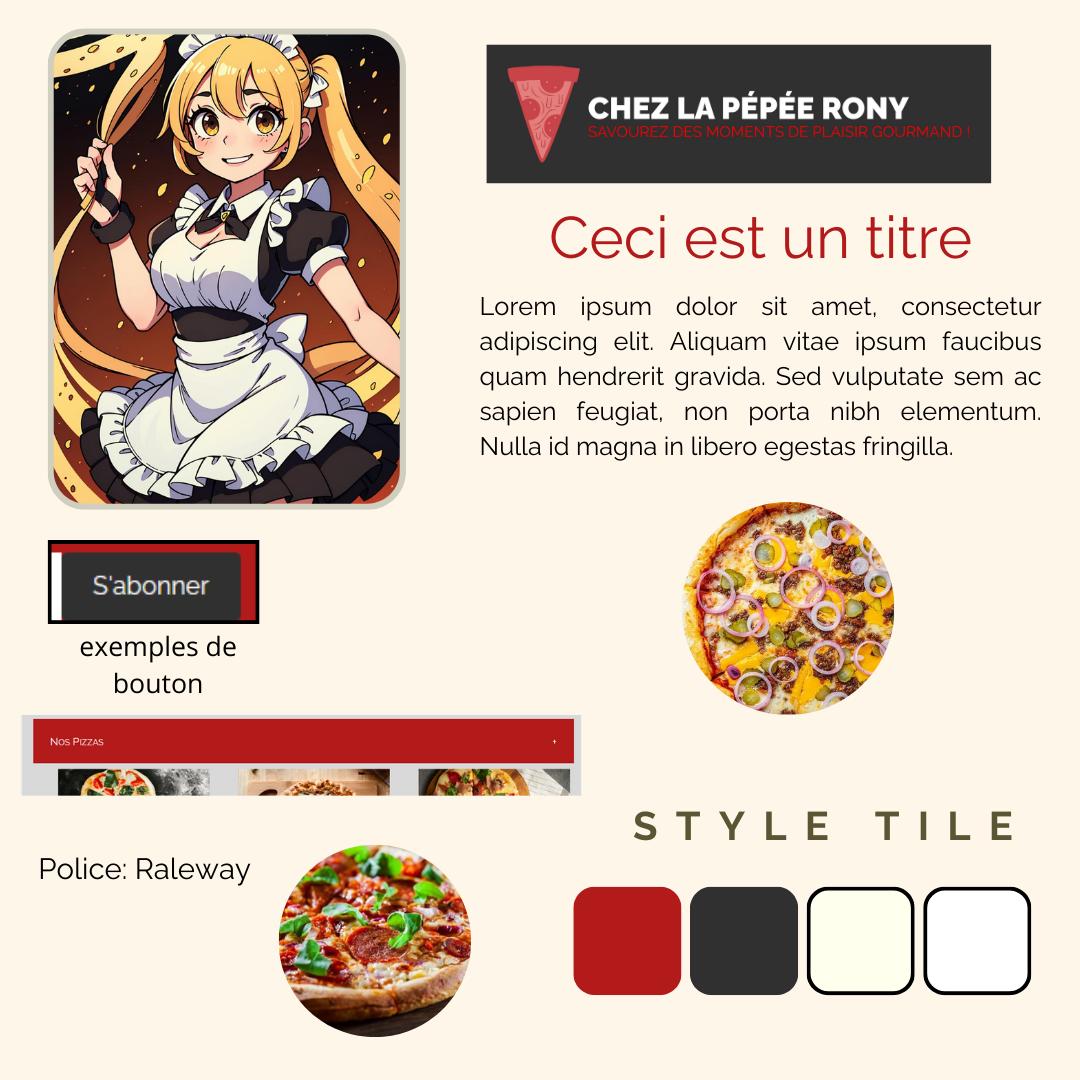 CHEZ LA PÉPÉE RONY
SAVOUREZ DES MOMENTS DE PLAISIR GOURMAND !
Ceci est un titre
Lorem ipsum dolor sit amet, consectetur
adipiscing elit. Aliquam vitae ipsum faucibus
quam hendrerit gravida. Sed vulputate sem ac
sapien feugiat, non porta nibh elementum.
Nulla id magna in libero egestas fringilla.
S'abonner
exemples de
bouton
Nos Pizzas +
STYLE TILE
Police: Raleway